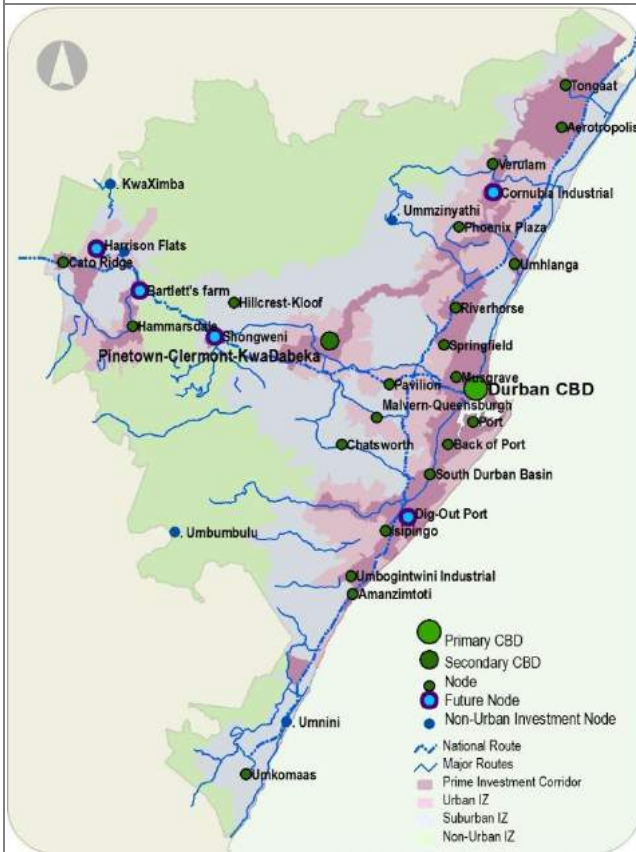 Tongaat
Aerotropolis
Verulam
. KwaXimba
Cornubia Industrial
. Ummzinyathi
Phoenix Plaza
Harrison Flats
Cato Ridge
Umhlanga
Bartlett's farm
Hillcrest-Kloof
Riverhorse
Hammarsdale
Shongweni
Springfield
Pinetown-Clermont-KwaDabeka
Musgrave
Pavilion
Durban CBD
Malvern-Queensburgh
Port
Chatsworth
Back of Port
South Durban Basin
Dig-Out Port
Isipingo
. Umbumbulu
Umbogintwini Industrial
Amanzimtoti
. Umnini
Umkomaas
Primary CBD
Secondary CBD
Node
Future Node
Non-Urban Investment Node
National Route
Major Routes
Prime Investment Corridor
Urban IZ
Suburban IZ
Non-Urban IZ